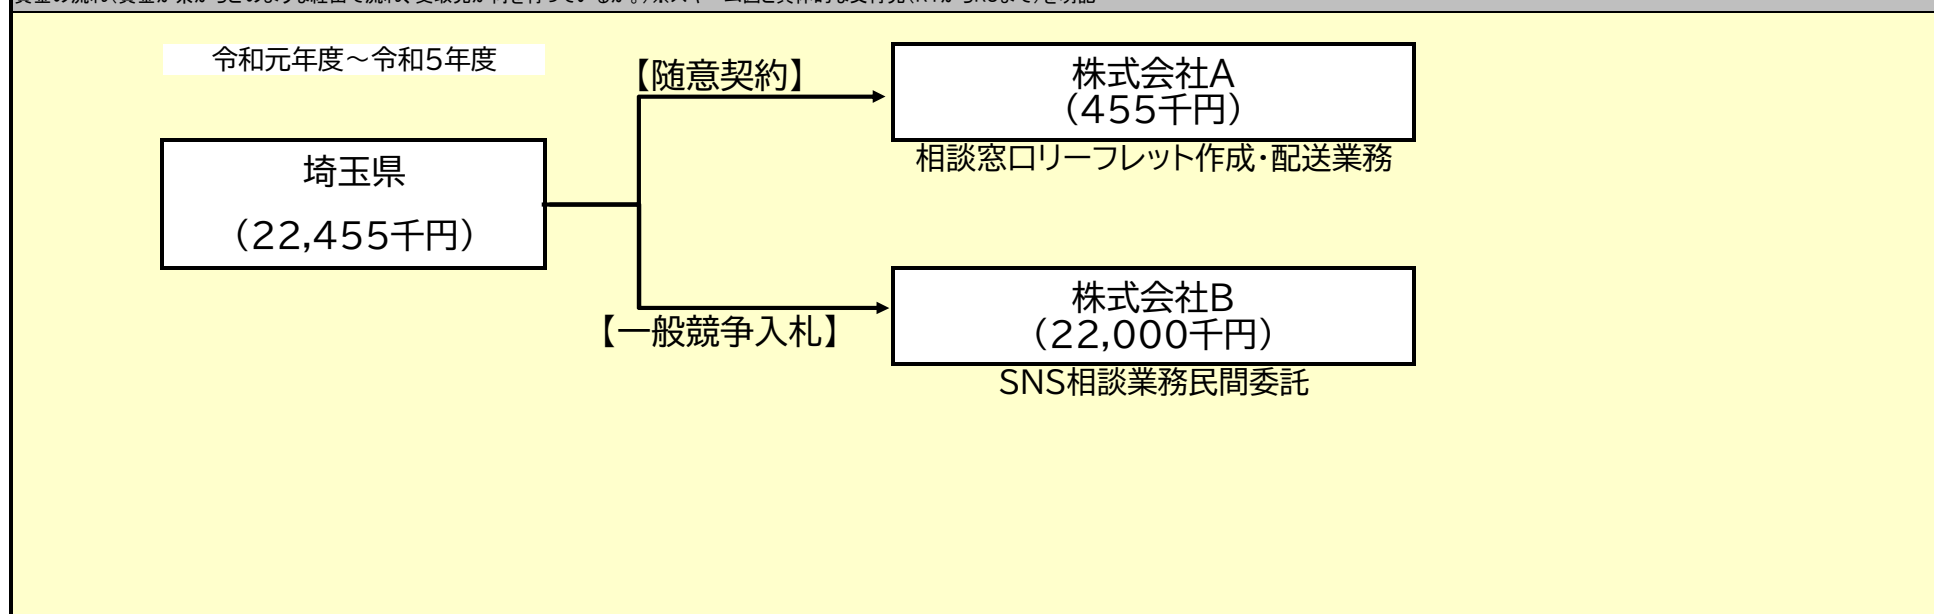 令和元年度～令和5年度
【随意契約】
株式会社A
（455千円）
相談窓口リーフレット作成・配送業務
埼玉県
（22,455千円）
株式会社B
（22,000千円）
【一般競争入札】
SNS相談業務民間委託